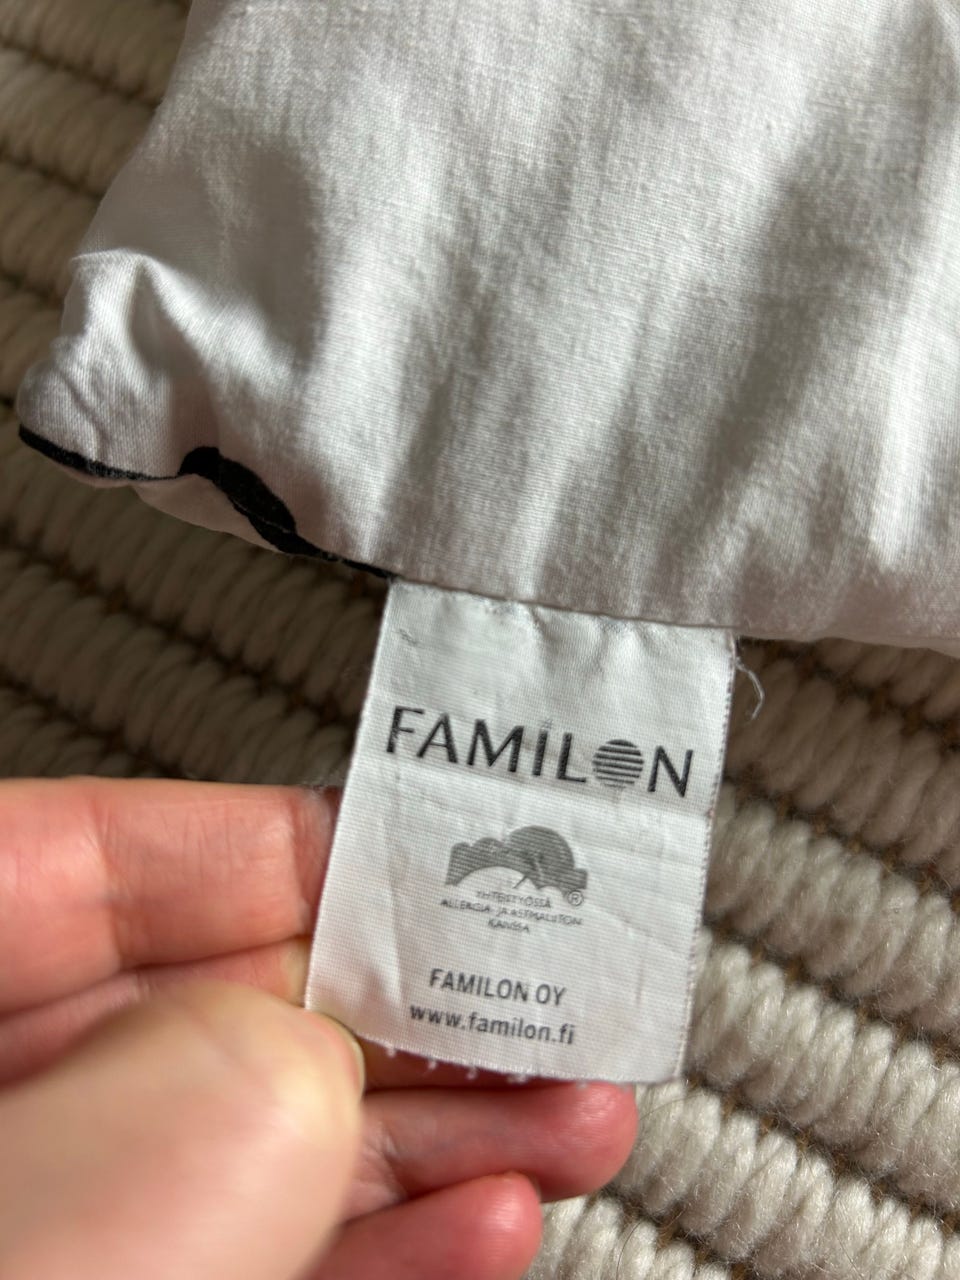 FAMILON
®
YHTEISTYÖSSÄ
ALLERGIA- JA ASTMALIITON
KANSSA
FAMILON OY
www.familon.fi